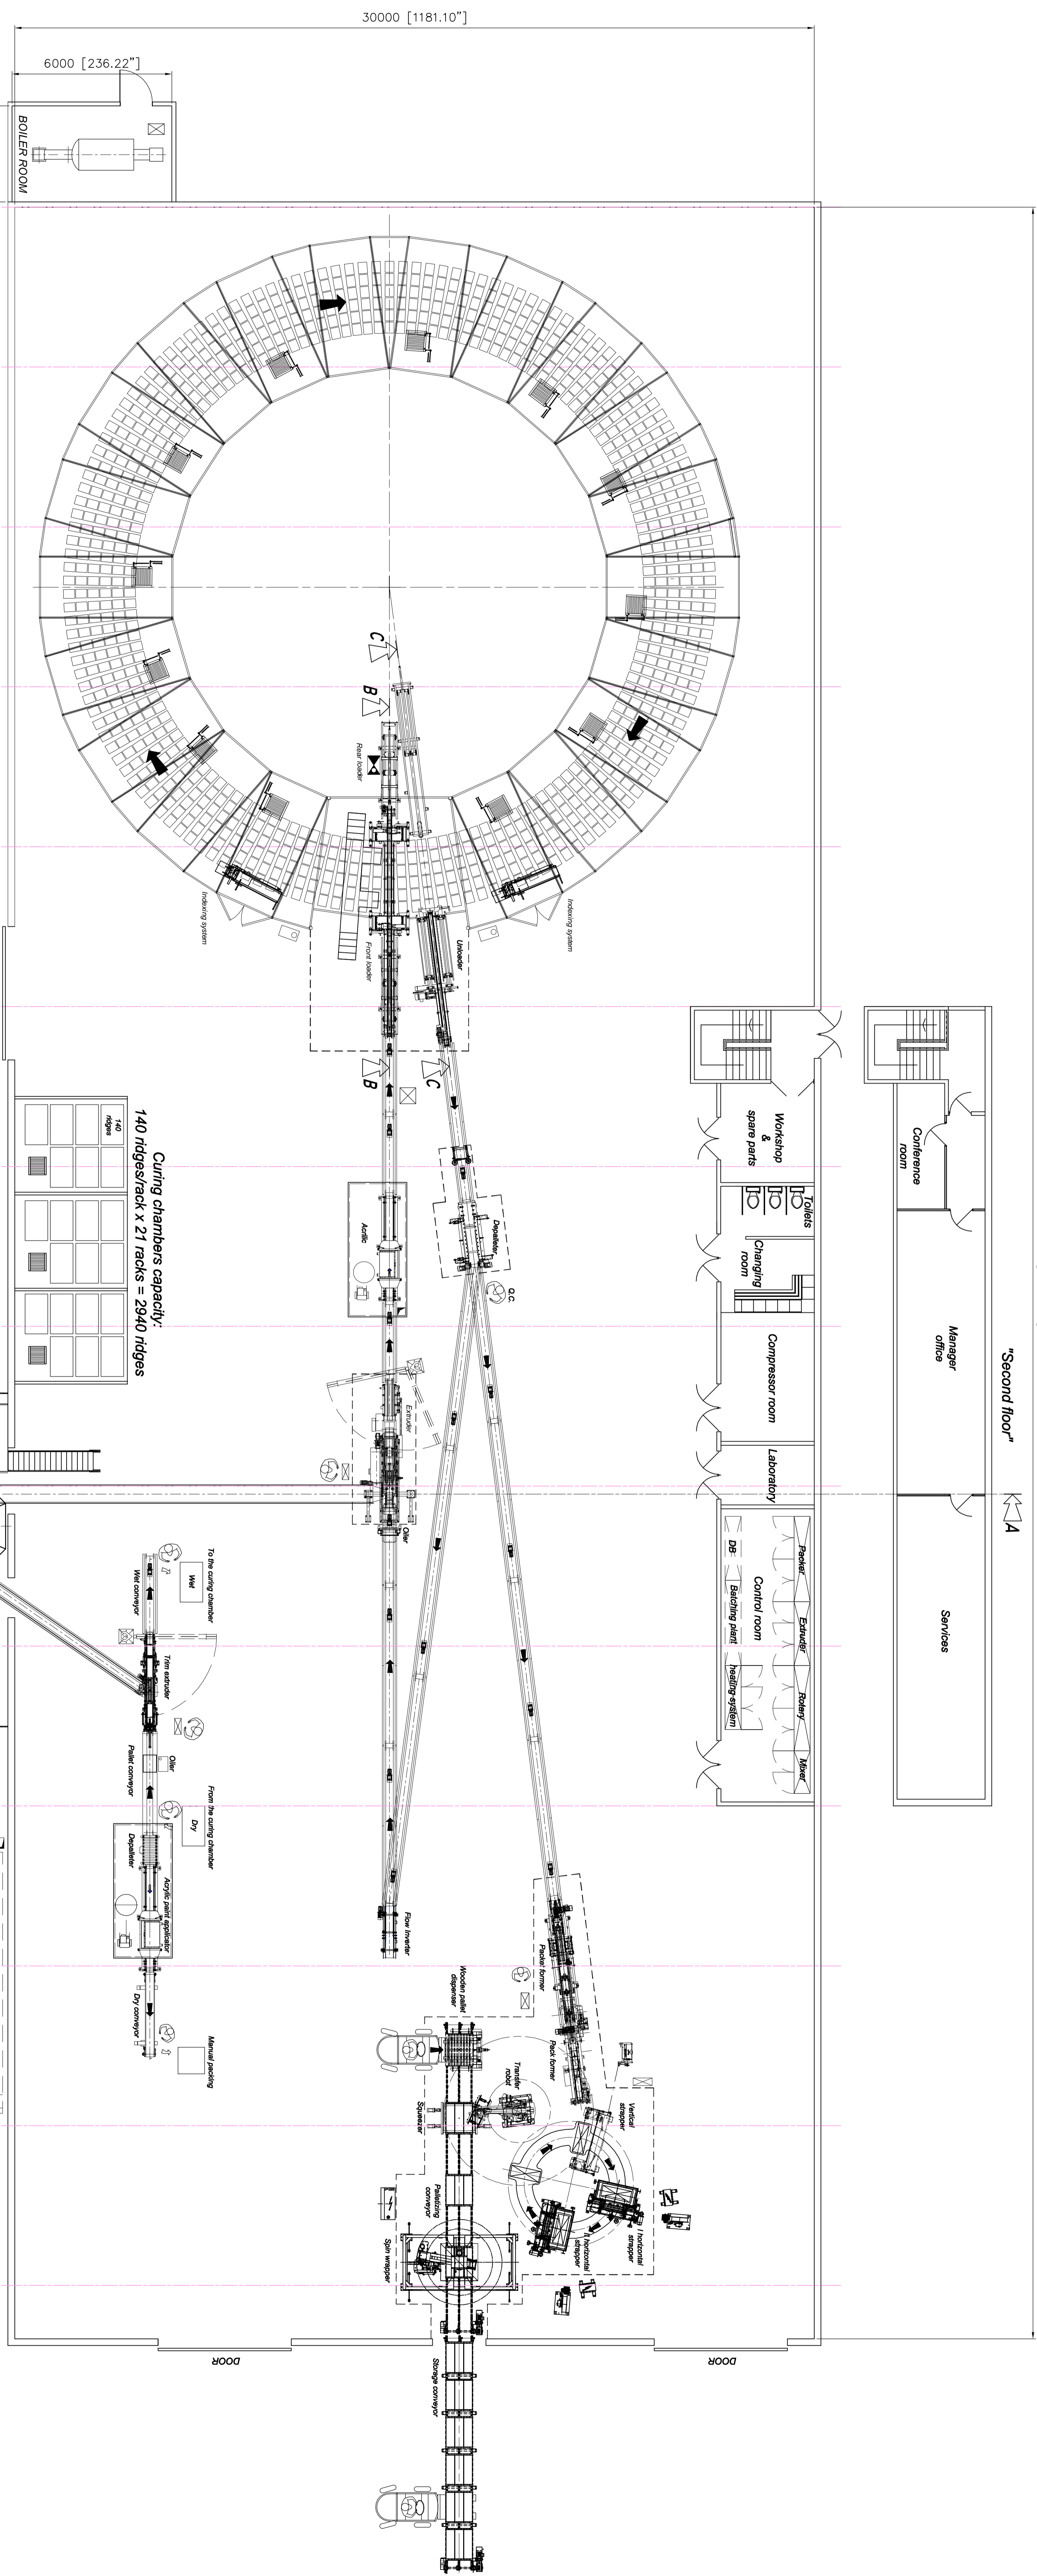 30000 [1181.10"]
6000 [236.22"]
BOILER ROOM
C
B
Rear loader
Indexing system
Indexing system
Front loader
Unloader
B
C
140
ridges
Curing chambers capacity:
140 ridges/rack x 21 racks = 2940 ridges
Acrylic
Depalleter
Q.C.
Workshop
&
spare parts
Toilets
Changing
room
Compressor room
Laboratory
Conference
room
Manager
office
"Second floor"
A
Services
Extruder
Oiler
Packer
Extruder
Rotary
Mixer
Control room
DB
Batching plant
heating system
To the curing chamber
Wet
Wet conveyor
Trim extruder
Oiler
Pallet conveyor
From the curing chamber
Dry
Depalleter
Acrylic paint applicator
Dry conveyor
Manual packing
Flow Inverter
Packet former
Wooden pallet
dispenser
Pack former
Transfer
robot
Squeezer
Vertical
strapper
Palletizing
conveyor
Spin wrapper
I horizontal
strapper
I horizontal
strapper
DOOR
DOOR
Storage conveyor